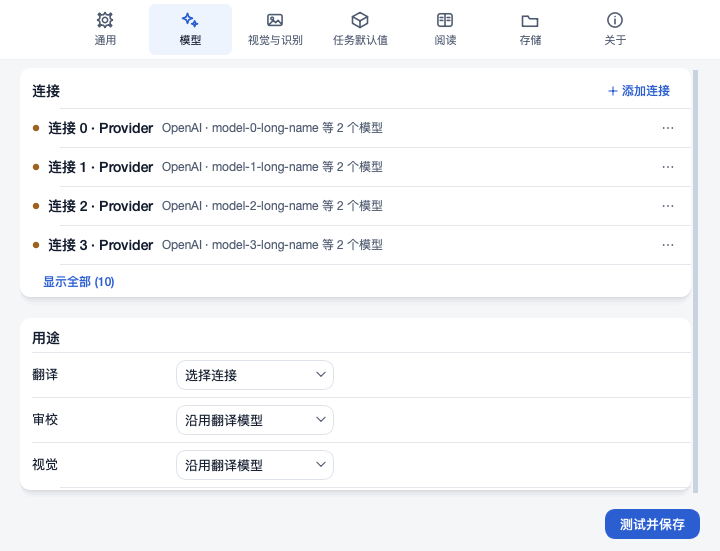 通用
模型
视觉与识别
任务默认值
阅读
存储
关于
连接
+ 添加连接
连接 0 · Provider OpenAI · model-0-long-name 等 2 个模型 ···
连接 1 · Provider OpenAI · model-1-long-name 等 2 个模型 ···
连接 2 · Provider OpenAI · model-2-long-name 等 2 个模型 ···
连接 3 · Provider OpenAI · model-3-long-name 等 2 个模型 ···
显示全部 (10)
用途
翻译 选择连接
审校 沿用翻译模型
视觉 沿用翻译模型
测试并保存